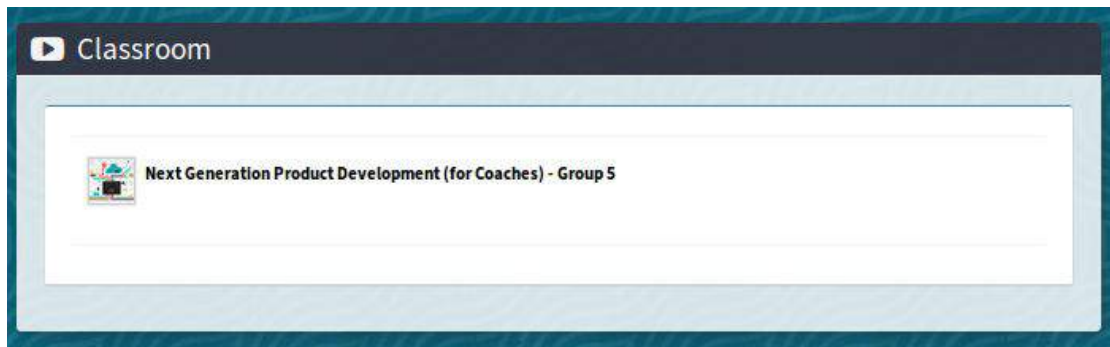 Classroom
Next Generation Product Development (for Coaches) - Group 5